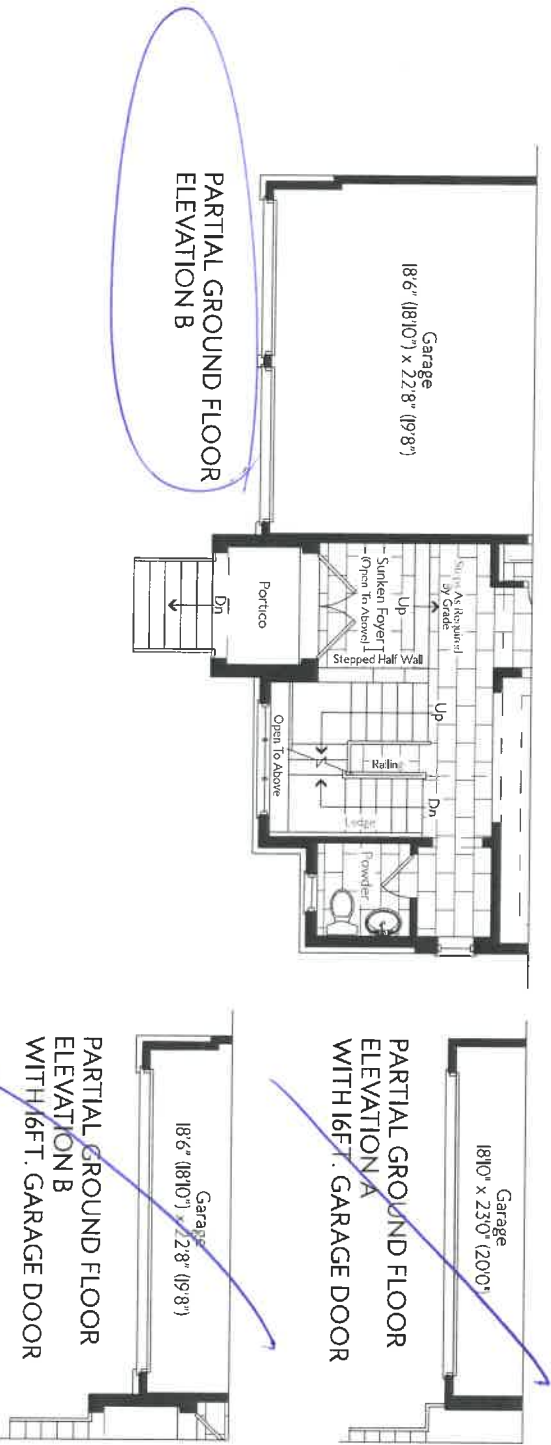 Garage
18'6" (18'10") x 22'8" (19'8")
PARTIAL GROUND FLOOR
ELEVATION B
Steps As Required
By Grade
Up
Sunken Foyer
(Open To Above)
Stepped Half Wall
Portico
Dn
Up
Railing
Dn
Ledge
Open To Above
Powder
Garage
18'10" x 23'0" (20'0")
PARTIAL GROUND FLOOR
ELEVATION A
WITH 16FT. GARAGE DOOR
Garage
18'6" (18'10") x 22'8" (19'8")
PARTIAL GROUND FLOOR
ELEVATION B
WITH 16FT. GARAGE DOOR